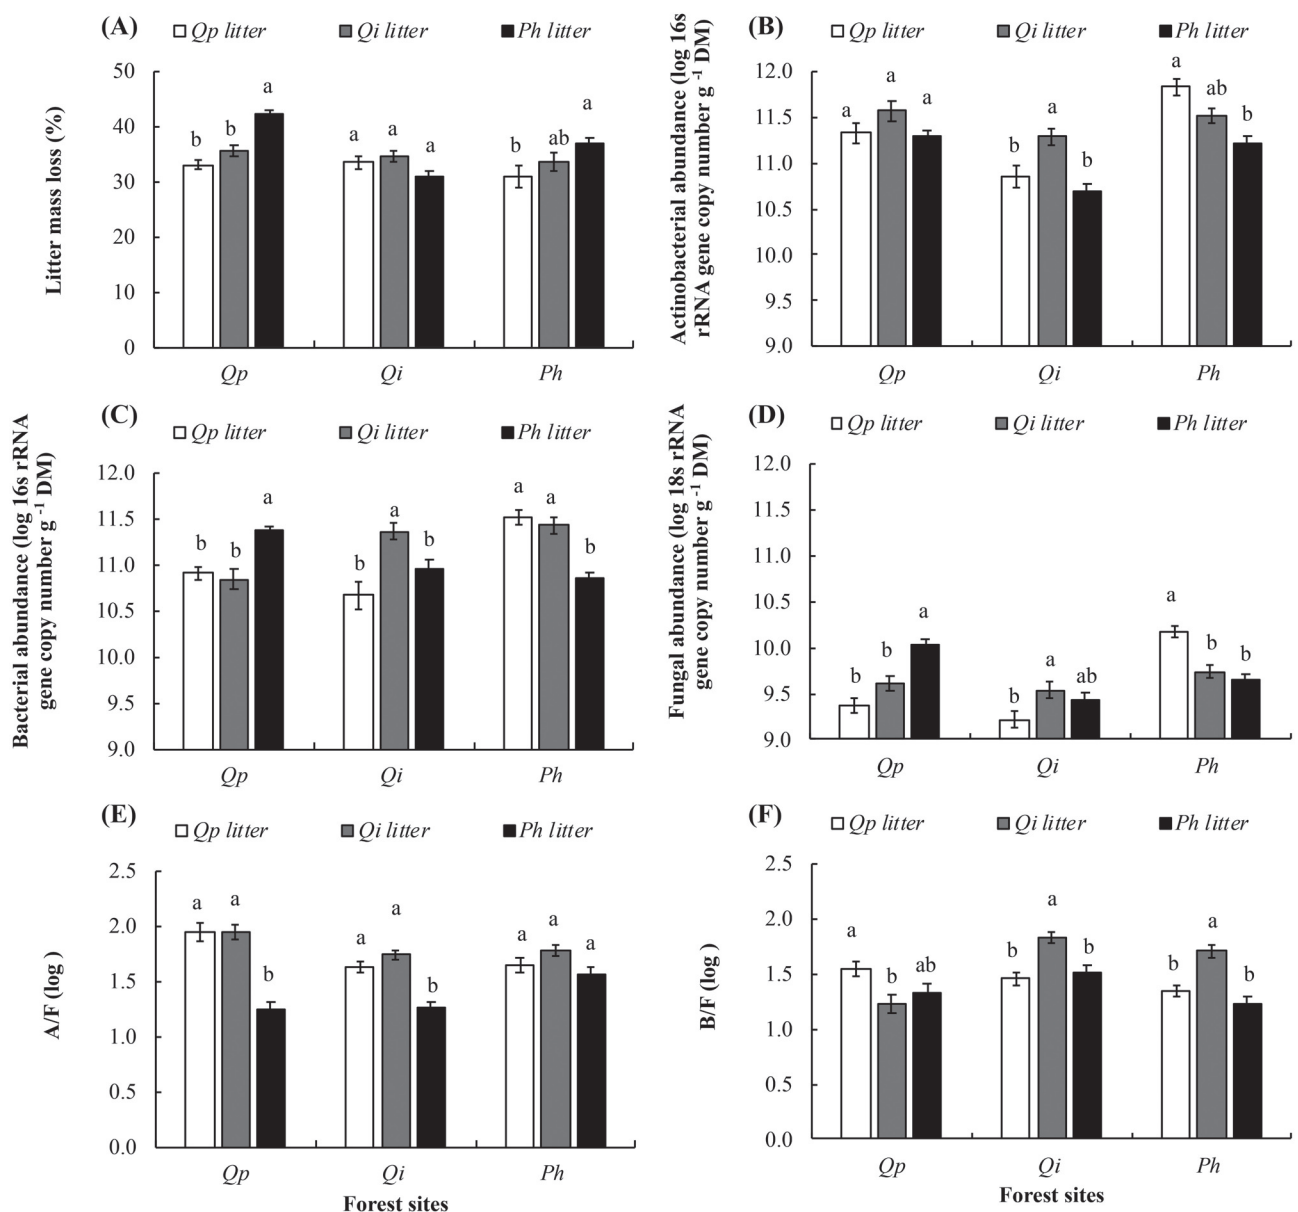 (A)
Qp litter Qi litter Ph litter
Litter mass loss (%)
50
40
30
20
10
0
b b a
a a a
b ab a
Qp Qi Ph
(B)
Qp litter Qi litter Ph litter
Actinobacterial abundance (log 16s
rRNA gene copy number g -1 DM)
12.0
11.5
11.0
10.5
10.0
9.5
9.0
a a a
b a b
a ab b
Qp Qi Ph
(C)
Qp litter Qi litter Ph litter
Bacterial abundance (log 16s rRNA
gene copy number g -1 DM)
12.0
11.5
11.0
10.5
10.0
9.5
9.0
b b a
b a b
a a b
Qp Qi Ph
(D)
Qp litter Qi litter Ph litter
Fungal abundance (log 18s rRNA
gene copy number g -1 DM)
12.0
11.5
11.0
10.5
10.0
9.5
9.0
b b a
b a ab
a b b
Qp Qi Ph
(E)
Qp litter Qi litter Ph litter
A/F (log )
2.5
2.0
1.5
1.0
0.5
0.0
a a b
a a b
a a a
Qp Qi Ph
Forest sites
(F)
Qp litter Qi litter Ph litter
B/F (log )
2.5
2.0
1.5
1.0
0.5
0.0
a b ab
b a b
b a b
Qp Qi Ph
Forest sites